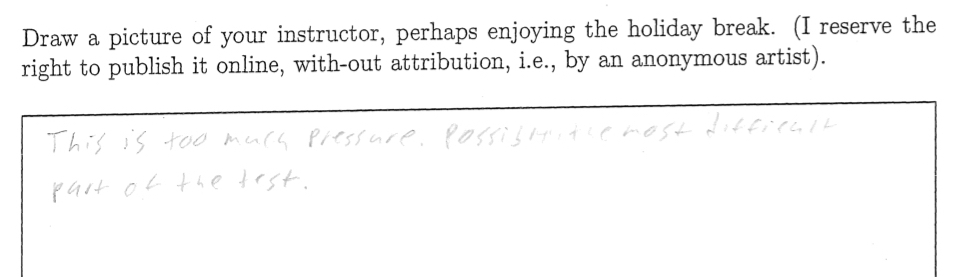 Draw a picture of your instructor, perhaps enjoying the holiday break. (I reserve the
right to publish it online, with-out attribution, i.e., by an anonymous artist).
This is too much pressure. Possibly the most difficult
part of the test.